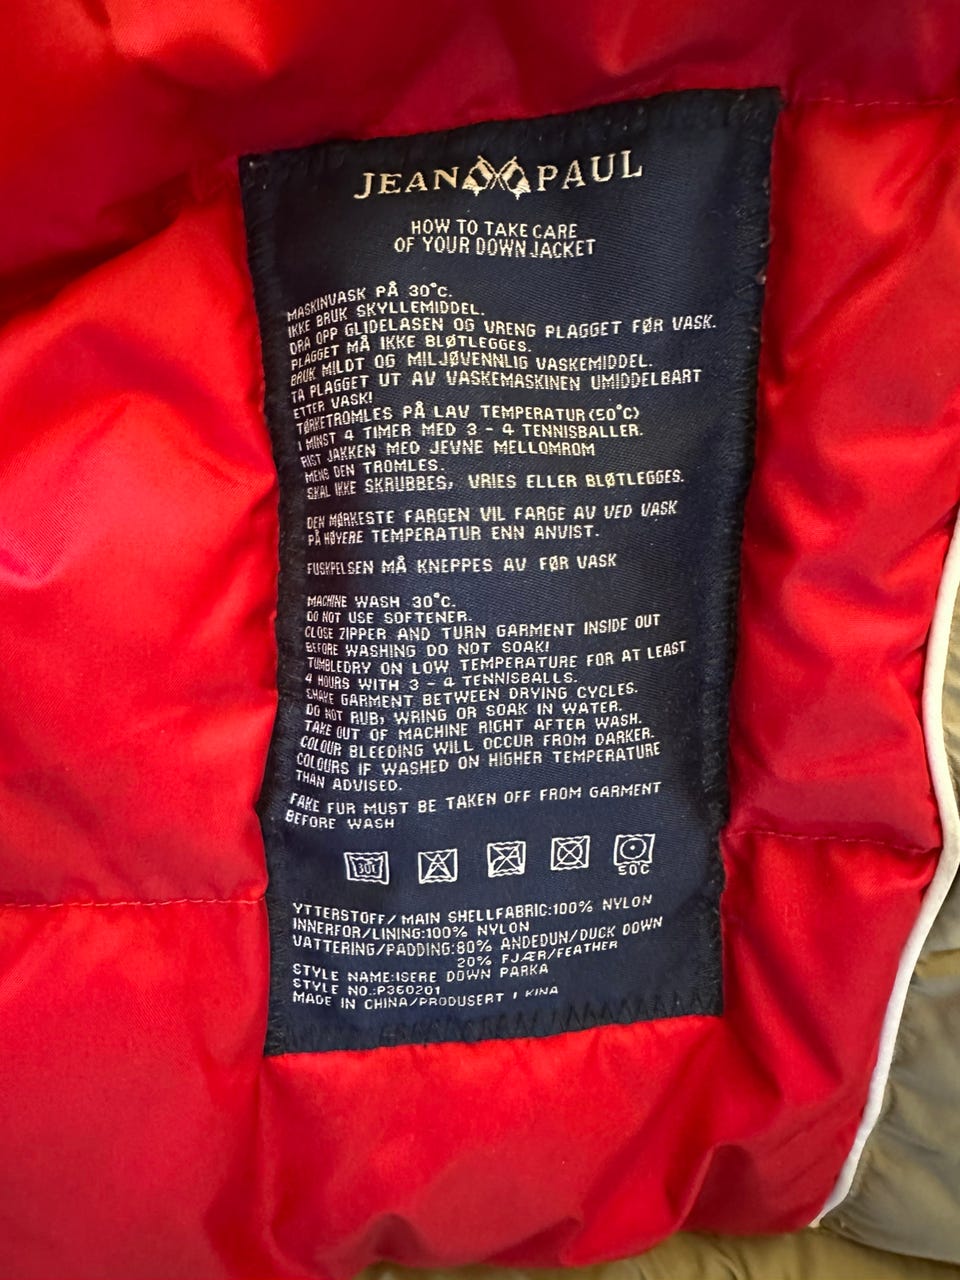 JEAN PAUL
HOW TO TAKE CARE
OF YOUR DOWN JACKET
MASKINVASK PÅ 30°C.
IKKE BRUK SKYLLEMIDDEL.
DRA OPP GLIDELÅSEN OG VRENG PLAGGET FØR VASK.
PLAGGET MÅ IKKE BLØTLEGGES.
BRUK MILDT OG MILJØVENNLIG VASKEMIDDEL.
TA PLAGGET UT AV VASKEMASKINEN UMIDDELBART
ETTER VASK!
TØRKETROMLES PÅ LAV TEMPERATUR(50°C)
I MINST 4 TIMER MED 3 - 4 TENNISBALLER.
RIST JAKKEN MED JEVNE MELLOMROM
MENS DEN TROMLES.
SKAL IKKE SKRUBBES, VRIES ELLER BLØTLEGGES.
DEN MØRKESTE FARGEN VIL FARGE AV VED VASK
PÅ HØYERE TEMPERATUR ENN ANVIST.
FUSKPELSEN MÅ KNEPPES AV FØR VASK
MACHINE WASH 30°C.
DO NOT USE SOFTENER.
CLOSE ZIPPER AND TURN GARMENT INSIDE OUT
BEFORE WASHING DO NOT SOAK!
TUMBLEDRY ON LOW TEMPERATURE FOR AT LEAST
4 HOURS WITH 3 - 4 TENNISBALLS.
SHAKE GARMENT BETWEEN DRYING CYCLES.
DO NOT RUB, WRING OR SOAK IN WATER.
TAKE OUT OF MACHINE RIGHT AFTER WASH.
COLOUR BLEEDING WILL OCCUR FROM DARKER.
COLOURS IF WASHED ON HIGHER TEMPERATURE
THAN ADVISED.
FAKE FUR MUST BE TAKEN OFF FROM GARMENT
BEFORE WASH
50C
YTTERSTOFF/ MAIN SHELLFABRIC:100% NYLON
INNERFOR/LINING:100% NYLON
VATTERING/PADDING:80% ANDEDUN/DUCK DOWN
20% FJÆR/FEATHER
STYLE NAME:ISERE DOWN PARKA
STYLE NO.:P360201
MADE IN CHINA/PRODUSERT I KINA